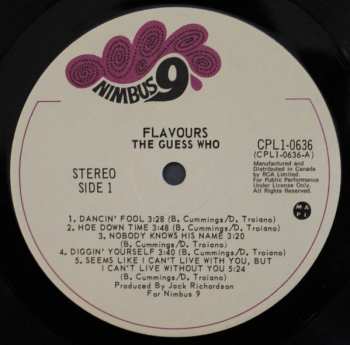 NIMBUS 9
FLAVOURS
THE GUESS WHO
STEREO
SIDE 1
CPL1-0636
(CPL1-0636-A)
Manufactured and
Distributed in Canada
by RCA Limited.
For Public Performance
Under License Only.
All Rights Reserved.
MAPL
1. DANCIN' FOOL 3:28 (B. Cummings/D. Troiano)
2. HOE DOWN TIME 3:48 (B. Cummings/D. Troiano)
3. NOBODY KNOWS HIS NAME 3:20
(B. Cummings/D. Troiano)
4. DIGGIN' YOURSELF 3:40 (B. Cummings/D. Troiano)
5. SEEMS LIKE I CAN'T LIVE WITH YOU, BUT
I CAN'T LIVE WITHOUT YOU 5:24
(B. Cummings/D. Troiano)
Produced By Jack Richardson
For Nimbus 9